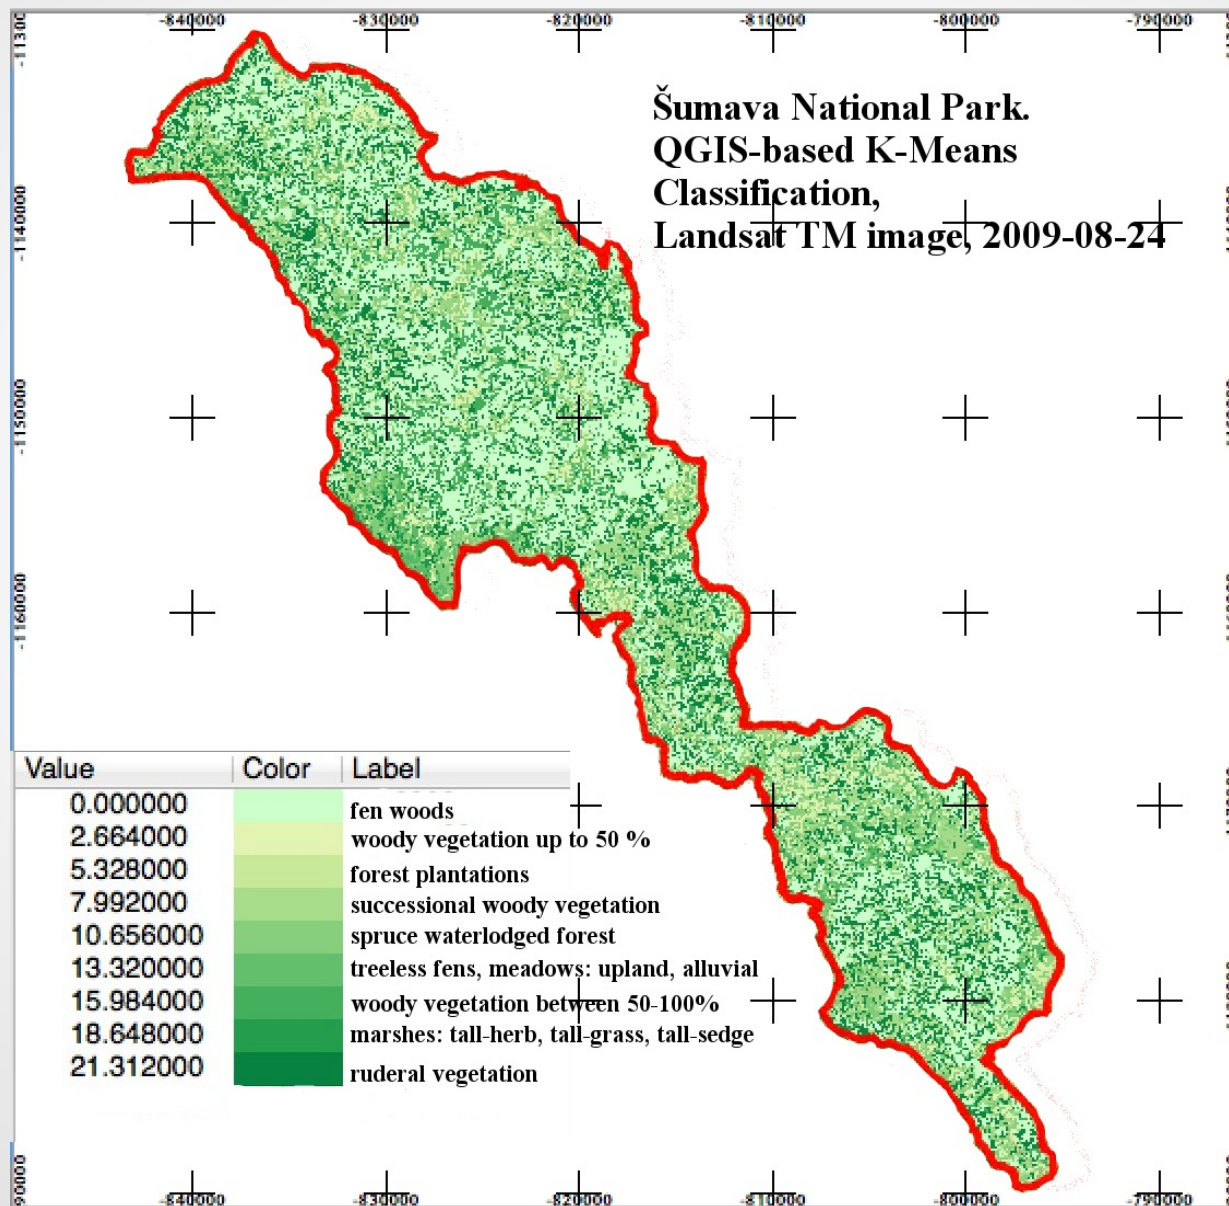 -840000 -830000 -820000 -810000 -800000 -790000
Šumava National Park.
QGIS-based K-Means
Classification,
Landsat TM image, 2009-08-24
-1140000
-1150000
-1160000
Value Color Label
0.000000 fen woods
2.664000 woody vegetation up to 50 %
5.328000 forest plantations
7.992000 successional woody vegetation
10.656000 spruce waterlodged forest
13.320000 treeless fens, meadows: upland, alluvial
15.984000 woody vegetation between 50-100%
18.648000 marshes: tall-herb, tall-grass, tall-sedge
21.312000 ruderal vegetation
-840000 -830000 -820000 -810000 -800000 -790000